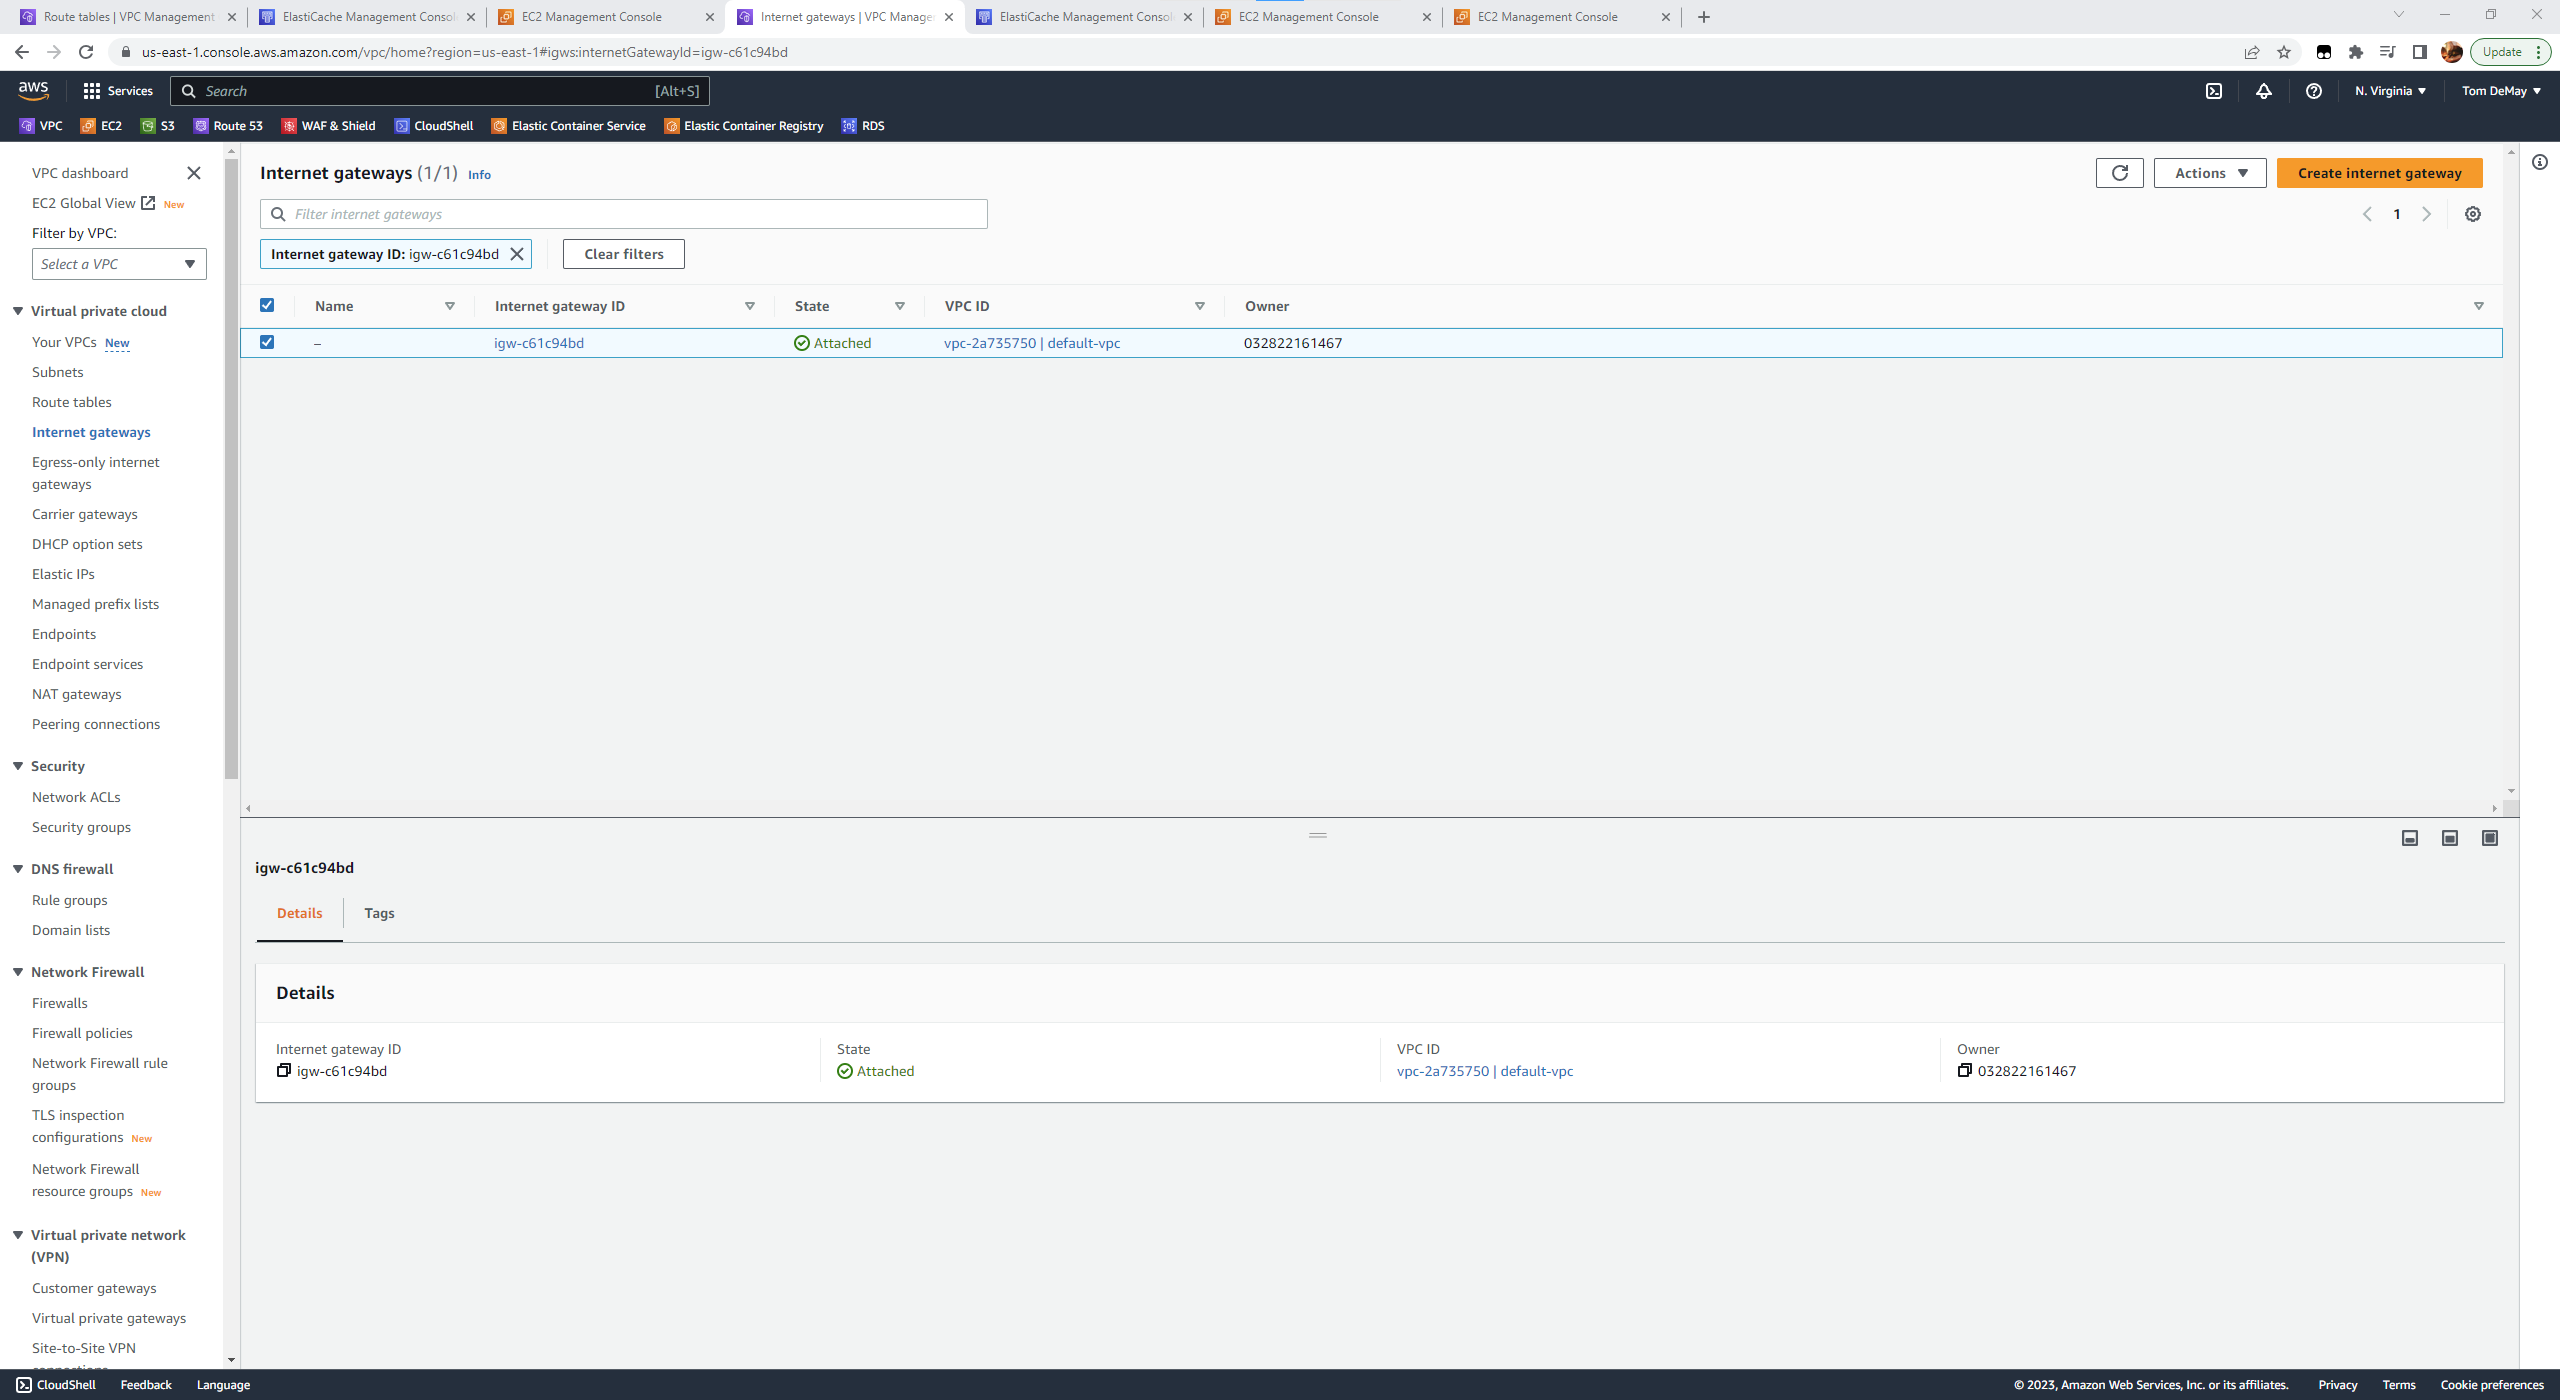 Route tables | VPC Management
ElastiCache Management Consol
EC2 Management Console
Internet gateways | VPC Manage
ElastiCache Management Consol
EC2 Management Console
EC2 Management Console
us-east-1.console.aws.amazon.com/vpc/home?region=us-east-1#igws:internetGatewayId=igw-c61c94bd
Update
aws
Services
Search
[Alt+S]
N. Virginia
Tom DeMay
VPC
EC2
S3
Route 53
WAF & Shield
CloudShell
Elastic Container Service
Elastic Container Registry
RDS
VPC dashboard
EC2 Global View New
Filter by VPC:
Select a VPC
Virtual private cloud
Your VPCs New
Subnets
Route tables
Internet gateways
Egress-only internet
gateways
Carrier gateways
DHCP option sets
Elastic IPs
Managed prefix lists
Endpoints
Endpoint services
NAT gateways
Peering connections
Security
Network ACLs
Security groups
DNS firewall
Rule groups
Domain lists
Network Firewall
Firewalls
Firewall policies
Network Firewall rule
groups
TLS inspection
configurations New
Network Firewall
resource groups New
Virtual private network
(VPN)
Customer gateways
Virtual private gateways
Site-to-Site VPN
connections
Internet gateways (1/1) Info
Actions
Create internet gateway
Filter internet gateways
1
Internet gateway ID: igw-c61c94bd
Clear filters
Name
Internet gateway ID
State
VPC ID
Owner
–
igw-c61c94bd
Attached
vpc-2a735750 | default-vpc
032822161467
igw-c61c94bd
Details
Tags
Details
Internet gateway ID
igw-c61c94bd
State
Attached
VPC ID
vpc-2a735750 | default-vpc
Owner
032822161467
CloudShell
Feedback
Language
© 2023, Amazon Web Services, Inc. or its affiliates.
Privacy
Terms
Cookie preferences